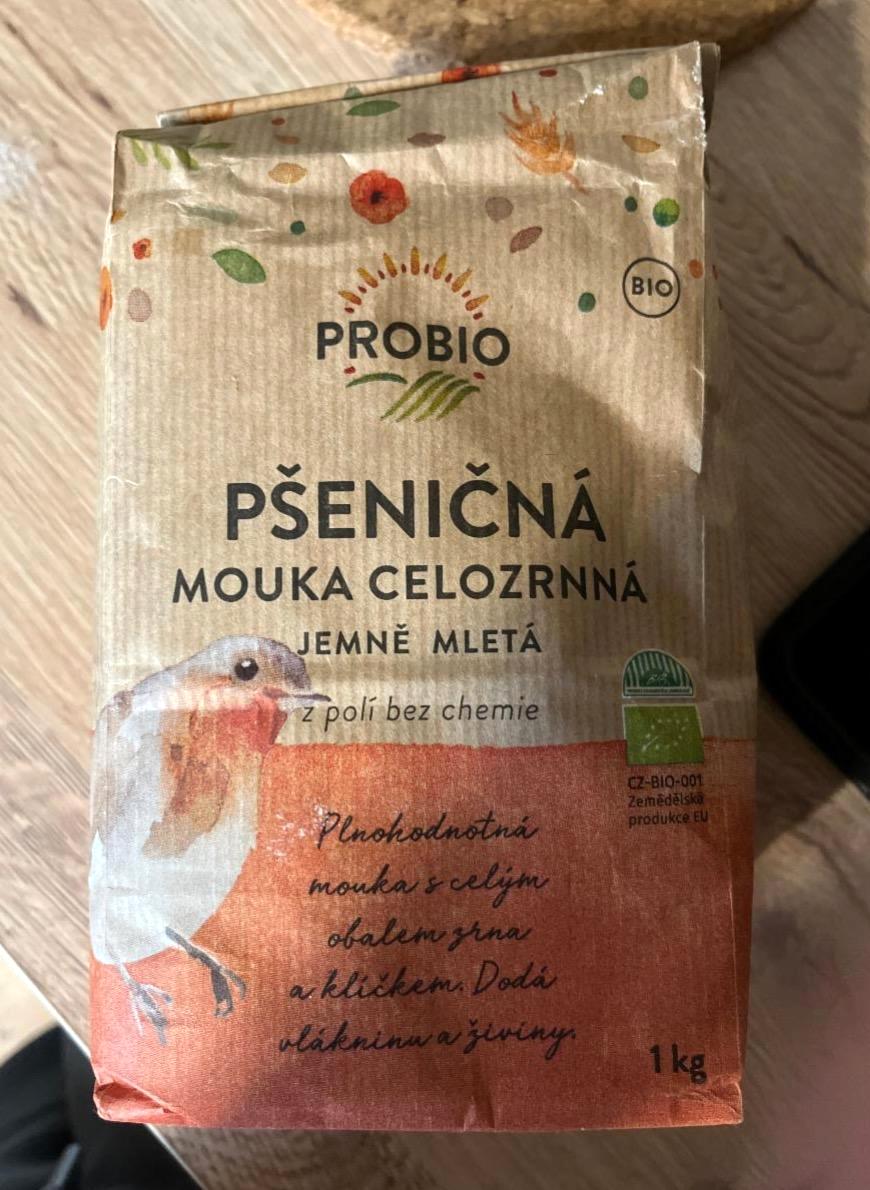 BIO
PROBIO
PŠENIČNÁ
MOUKA CELOZRNNÁ
JEMNĚ MLETÁ
z polí bez chemie
CZ-BIO-001
Zemědělská
produkce EU
Plnohodnotná
mouka s celým
obalem zrna
a klíčkem. Dodá
vlákninu a živiny.
1 kg